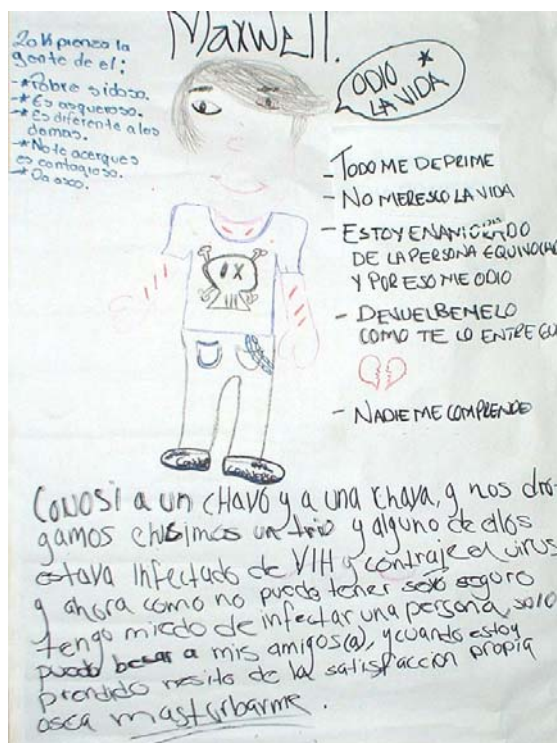 Maxwell.
Lo k piensa la
gente de el:
-*Pobre sidoso.
-*Es asqueroso.
-*Es diferente a los
demas.
-*No te acerques
es contagioso.
-*Da asco.
ODIO *
LA VIDA
- TODO ME DEPRIME
- NO MERESCO LA VIDA
- ESTOY ENAMORADO
DE LA PERSONA EQUIVOCAD
Y POR ESO ME ODIO
- DEVUELBEMELO
COMO TE LO ENTREGUE
- NADIE ME COMPRENDE
CONOSI a un CHAVO y a una chava, y nos dro-
gamos chisimos un trio y alguno de ellos
estava infectado de VIH y contraje el virus
y ahora como no puedo tener sexo seguro
tengo miedo de infectar una persona, solo
puedo besar a mis amigos(a), y cuando estoy
prendido nesito de la satisfaccion propia
osea masturbarme.